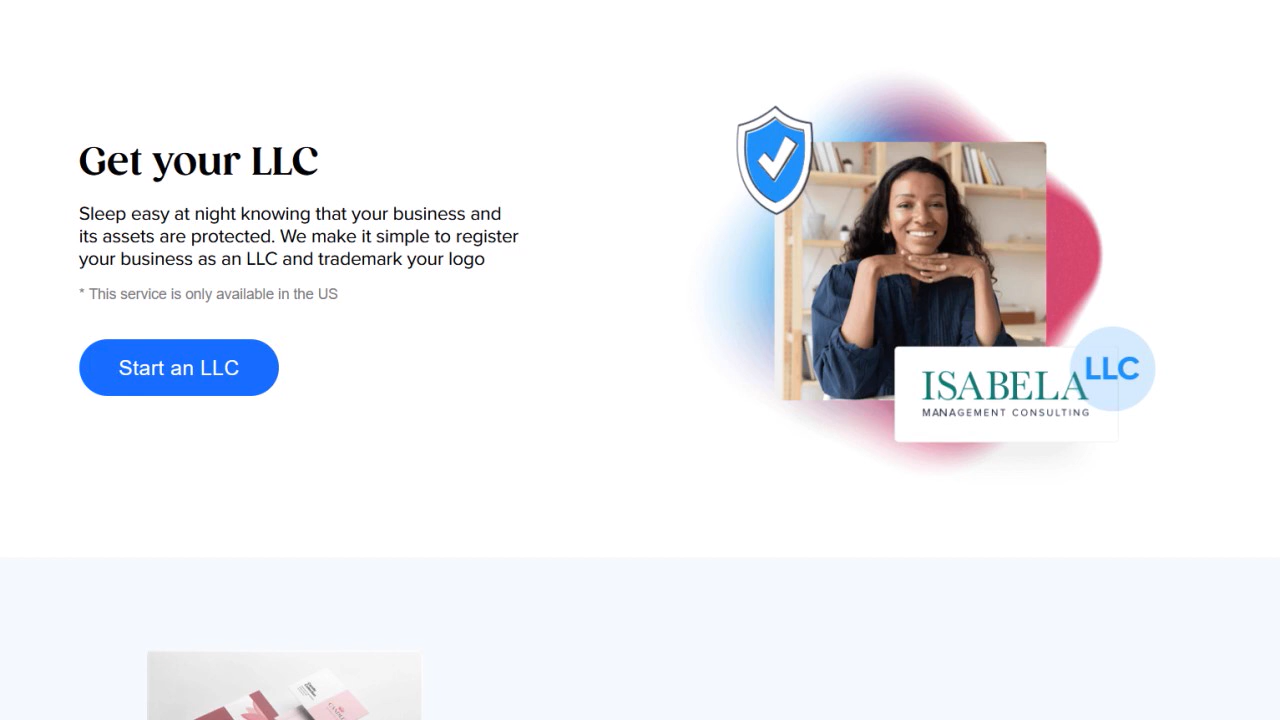 Get your LLC
Sleep easy at night knowing that your business and
its assets are protected. We make it simple to register
your business as an LLC and trademark your logo
* This service is only available in the US
Start an LLC
ISABELA
MANAGEMENT CONSULTING
LLC